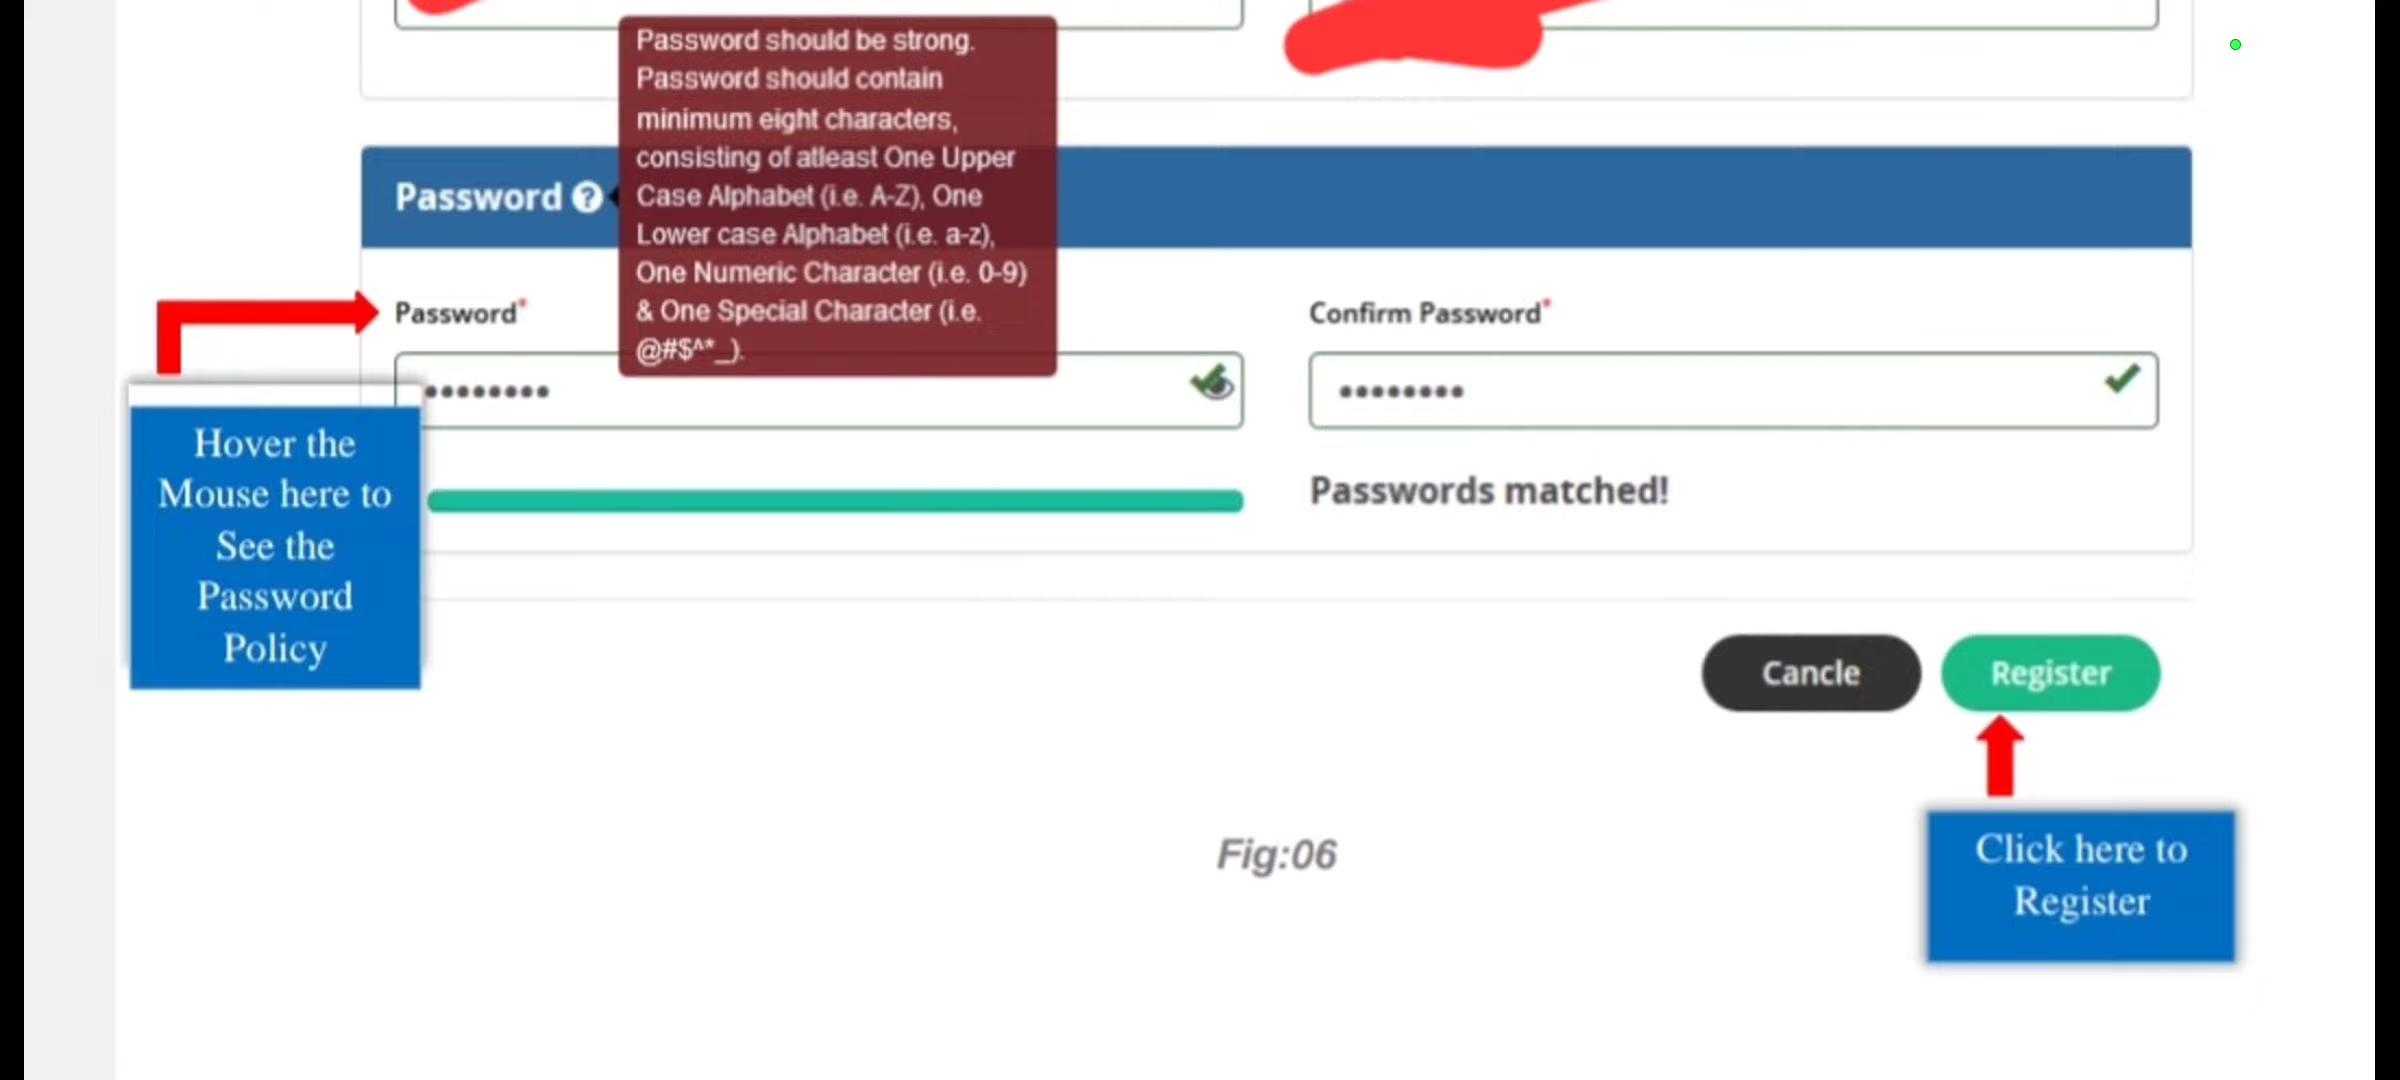 Password should be strong.
Password should contain
minimum eight characters,
consisting of atleast One Upper
Case Alphabet (i.e. A-Z), One
Lower case Alphabet (i.e. a-z),
One Numeric Character (i.e. 0-9)
& One Special Character (i.e.
@#$^*_).
Password ?
Password*
Confirm Password*
••••••••
••••••••
Passwords matched!
Hover the
Mouse here to
See the
Password
Policy
Cancle
Register
Click here to
Register
Fig:06